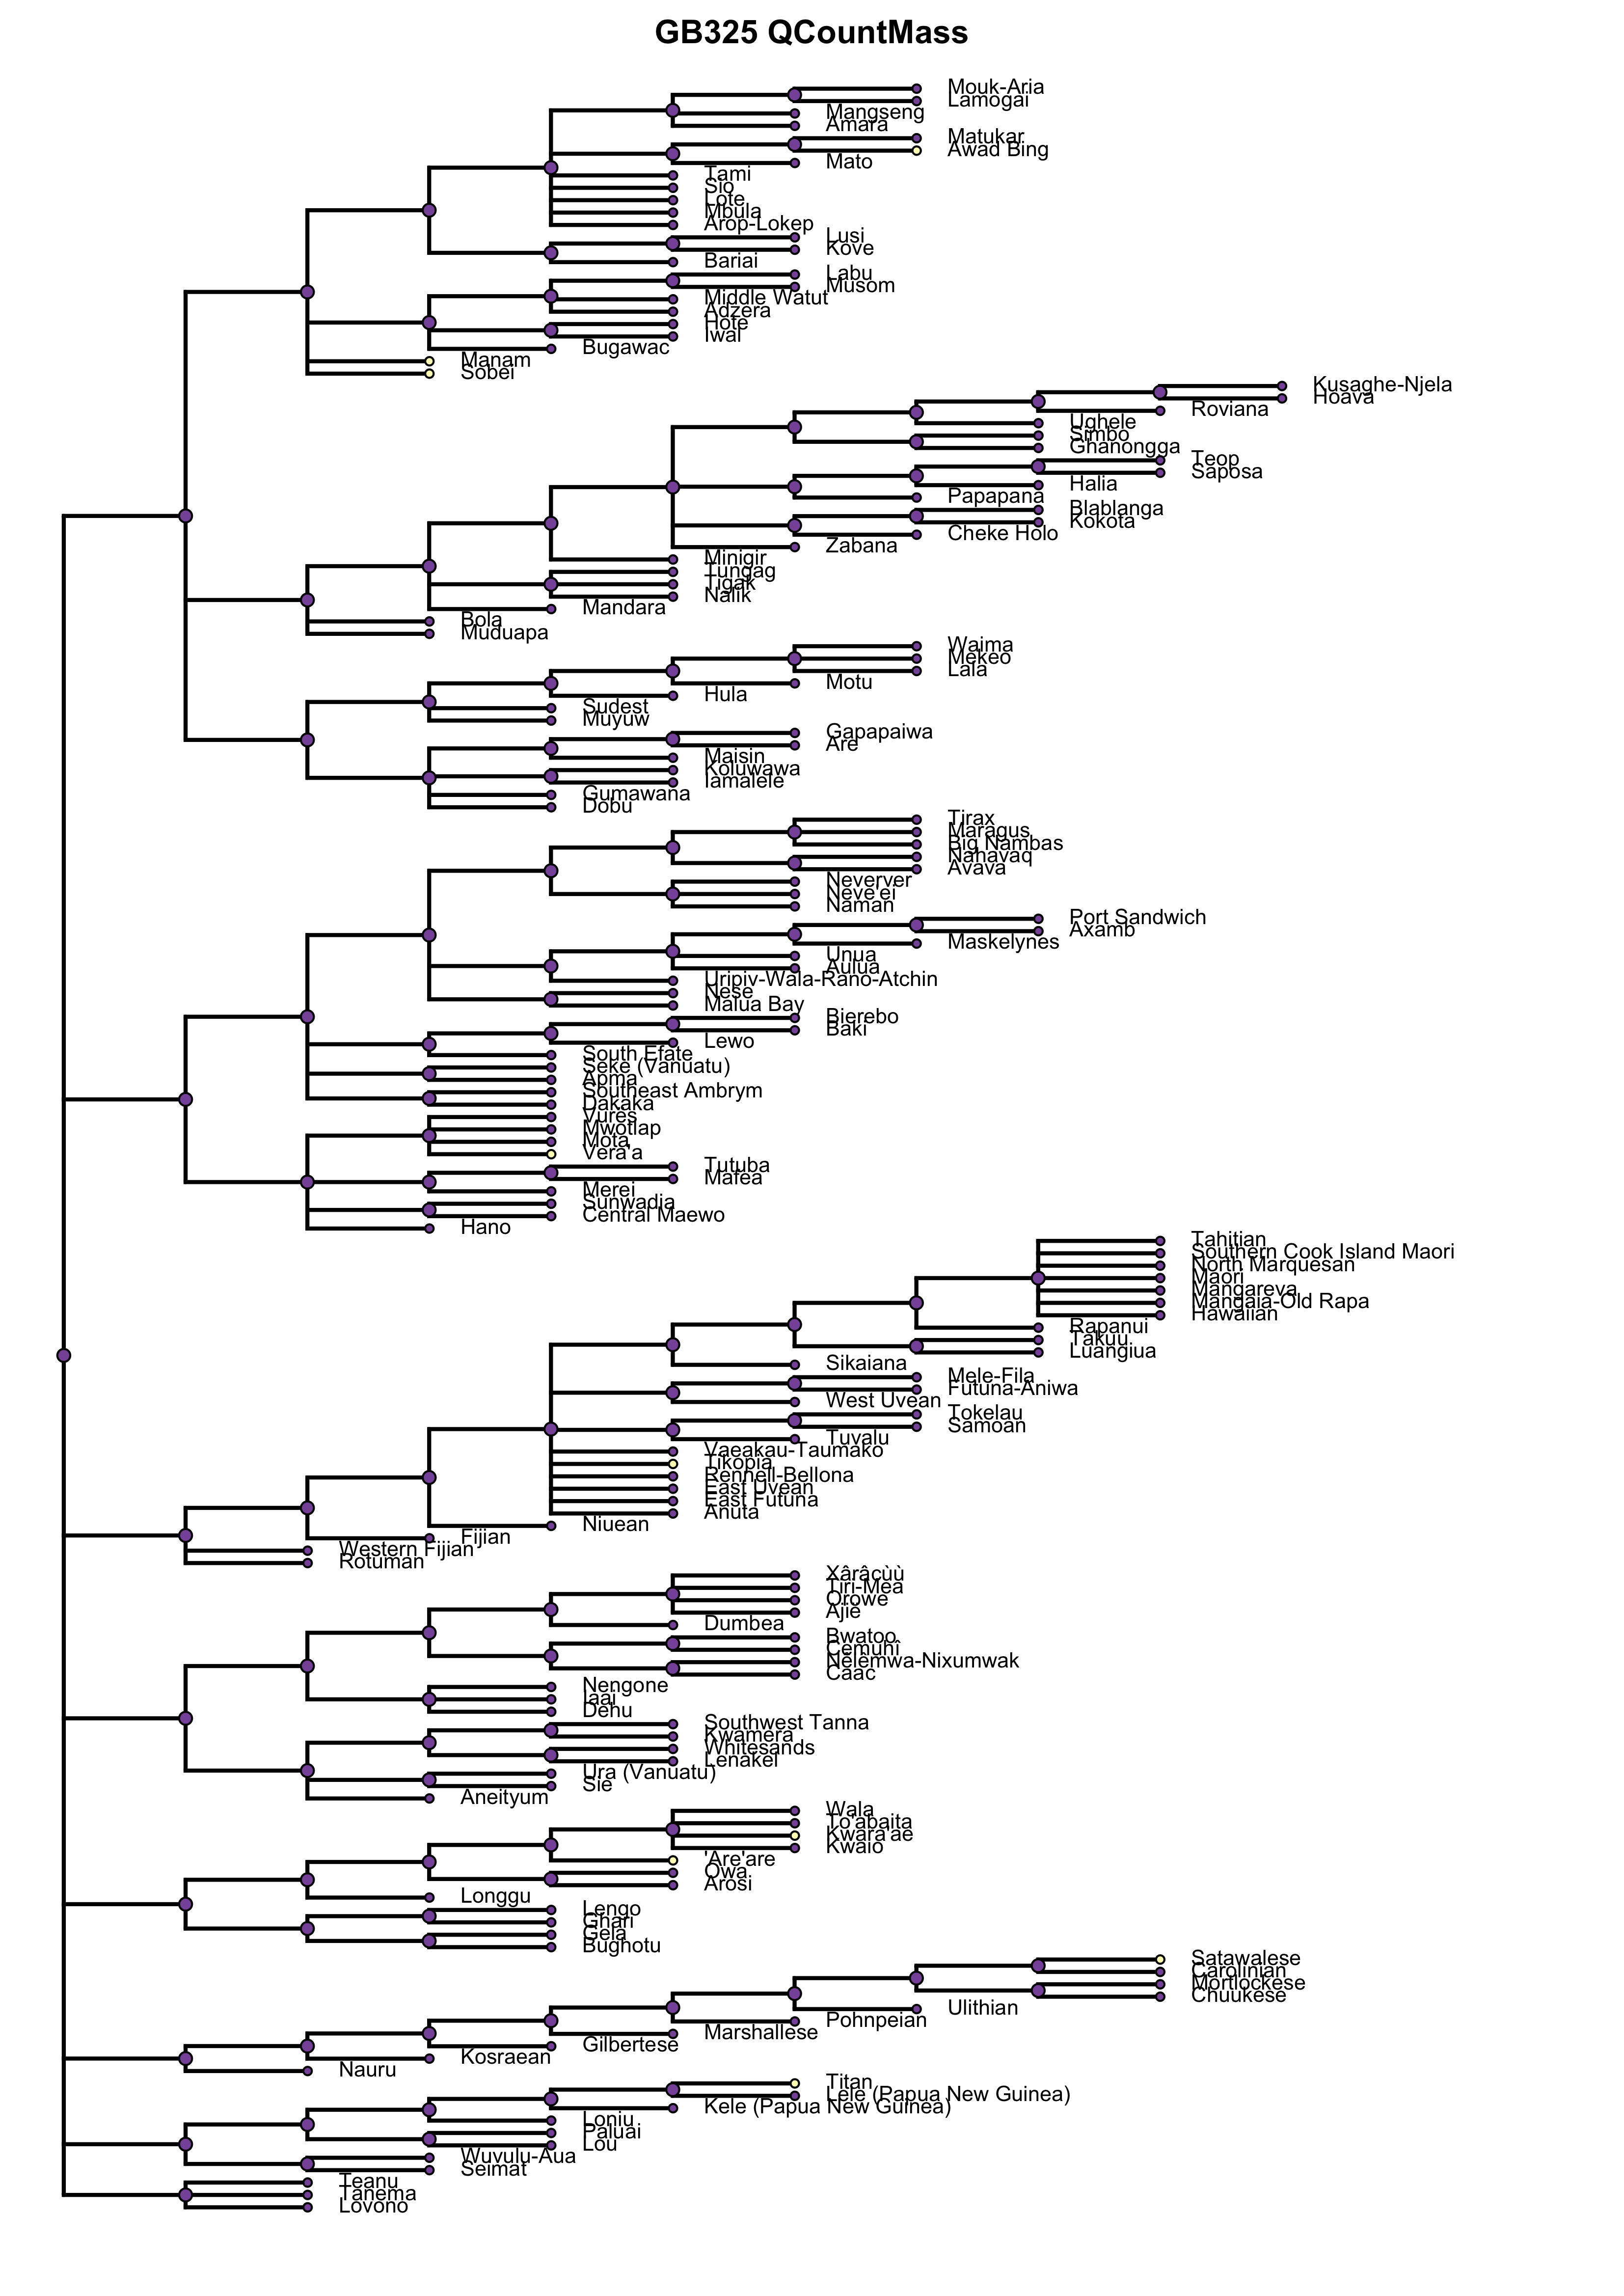 GB325 QCountMass
Mouk-Aria
Lamogai
Mangseng
Amara
Matukar
Awad Bing
Mato
Tami
Sio
Lote
Mbula
Arop-Lokep
Lusi
Kove
Bariai
Labu
Musom
Middle Watut
Adzera
Hote
Iwal
Bugawac
Manam
Sobei
Kusaghe-Njela
Hoava
Roviana
Ughele
Simbo
Ghanongga
Teop
Saposa
Halia
Papapana
Blablanga
Kokota
Cheke Holo
Zabana
Minigir
Tungag
Tigak
Nalik
Mandara
Bola
Muduapa
Waima
Mekeo
Lala
Motu
Hula
Sudest
Muyuw
Gapapaiwa
Are
Maisin
Koluwawa
Iamalele
Gumawana
Dobu
Tirax
Maragus
Big Nambas
Nahavaq
Avava
Neverver
Neve'ei
Naman
Port Sandwich
Axamb
Maskelynes
Unua
Aulua
Uripiv-Wala-Rano-Atchin
Nese
Malua Bay
Bierebo
Baki
Lewo
South Efate
Seke (Vanuatu)
Apma
Southeast Ambrym
Dakaka
Vurës
Mwotlap
Mota
Vera'a
Tutuba
Mafea
Merei
Sunwadia
Central Maewo
Hano
Tahitian
Southern Cook Island Maori
North Marquesan
Maori
Mangareva
Mangaia-Old Rapa
Hawaiian
Rapanui
Takuu
Luangiua
Sikaiana
Mele-Fila
Futuna-Aniwa
West Uvean
Tokelau
Samoan
Tuvalu
Vaeakau-Taumako
Tikopia
Rennell-Bellona
East Uvean
East Futuna
Anuta
Niuean
Fijian
Western Fijian
Rotuman
Xârâcùù
Tiri-Mea
Orowe
Ajië
Dumbea
Bwatoo
Cemuhî
Nêlêmwa-Nixumwak
Caac
Nengone
Iaai
Dehu
Southwest Tanna
Kwamera
Whitesands
Lenakel
Ura (Vanuatu)
Sie
Aneityum
Wala
To'abaita
Kwara'ae
Kwaio
'Are'are
Owa
Arosi
Longgu
Lengo
Ghari
Gela
Bughotu
Satawalese
Carolinian
Mortlockese
Chuukese
Ulithian
Pohnpeian
Marshallese
Gilbertese
Kosraean
Nauru
Titan
Lele (Papua New Guinea)
Kele (Papua New Guinea)
Loniu
Paluai
Lou
Wuvulu-Aua
Seimat
Teanu
Tanema
Lovono